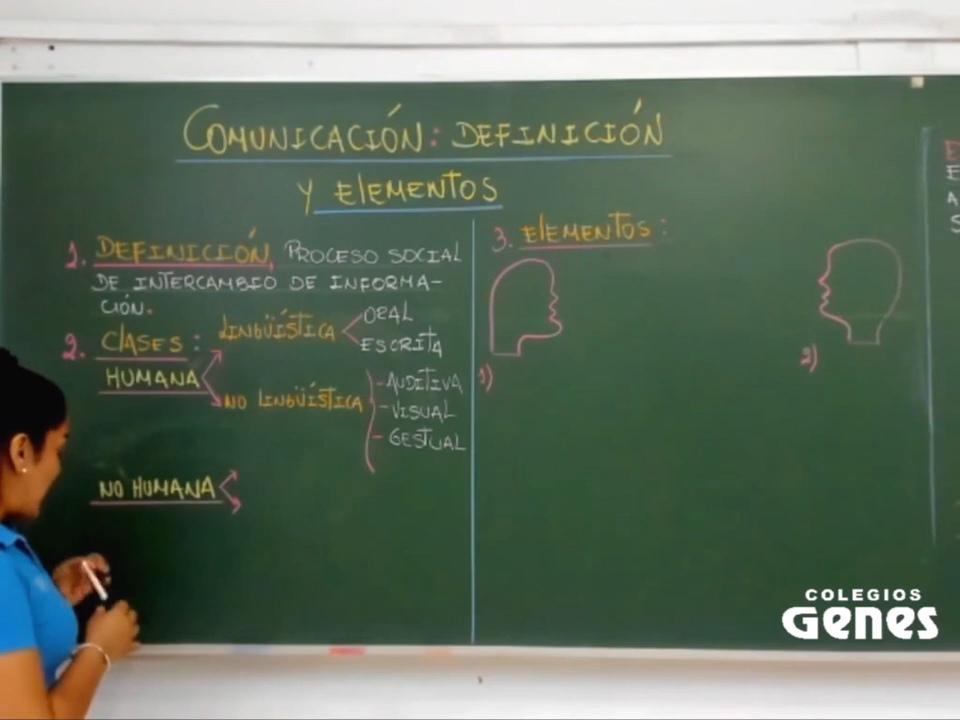 COMUNICACIÓN: DEFINICIÓN
Y ELEMENTOS
1. DEFINICIÓN, PROCESO SOCIAL
DE INTERCAMBIO DE INFORMA-
CIÓN.
2. CLASES:
HUMANA
LINGÜÍSTICA
ORAL
ESCRITA
NO LINGÜÍSTICA
- AUDITIVA
- VISUAL
- GESTUAL
NO HUMANA
3. ELEMENTOS:
1)
2)
E
E
A
S
COLEGIOS
Genes